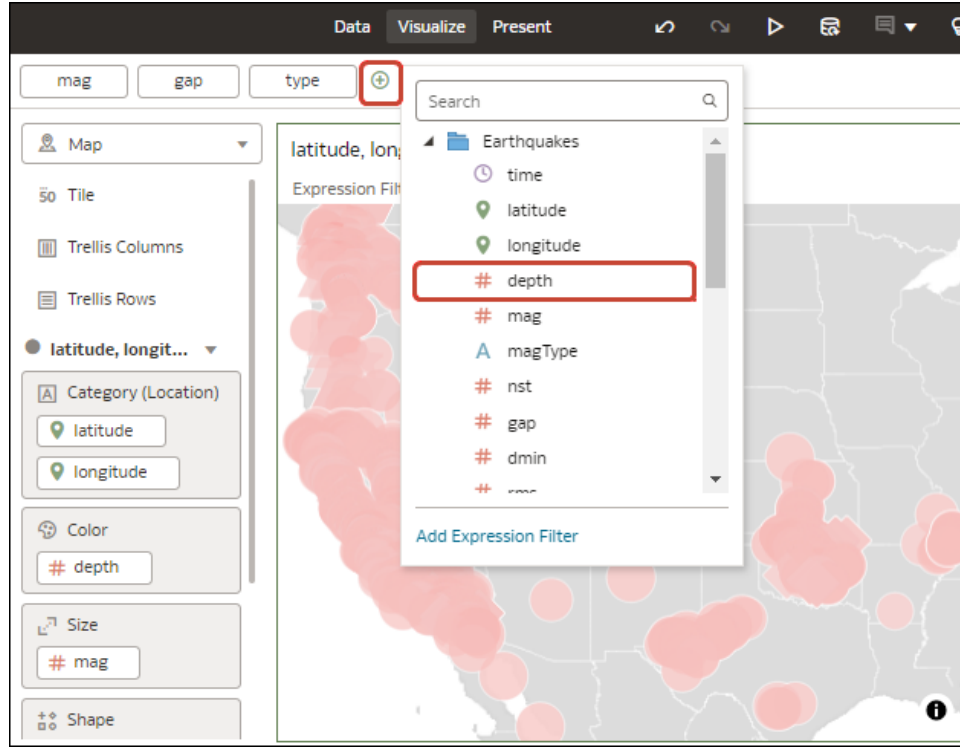 Data Visualize Present
mag gap type
Search
Map
latitude, lon
Earthquakes
Expression Filt
time
Tile
latitude
Trellis Columns
longitude
depth
Trellis Rows
mag
latitude, longit...
magType
Category (Location)
nst
latitude
gap
longitude
dmin
rms
Color
Add Expression Filter
depth
Size
mag
Shape